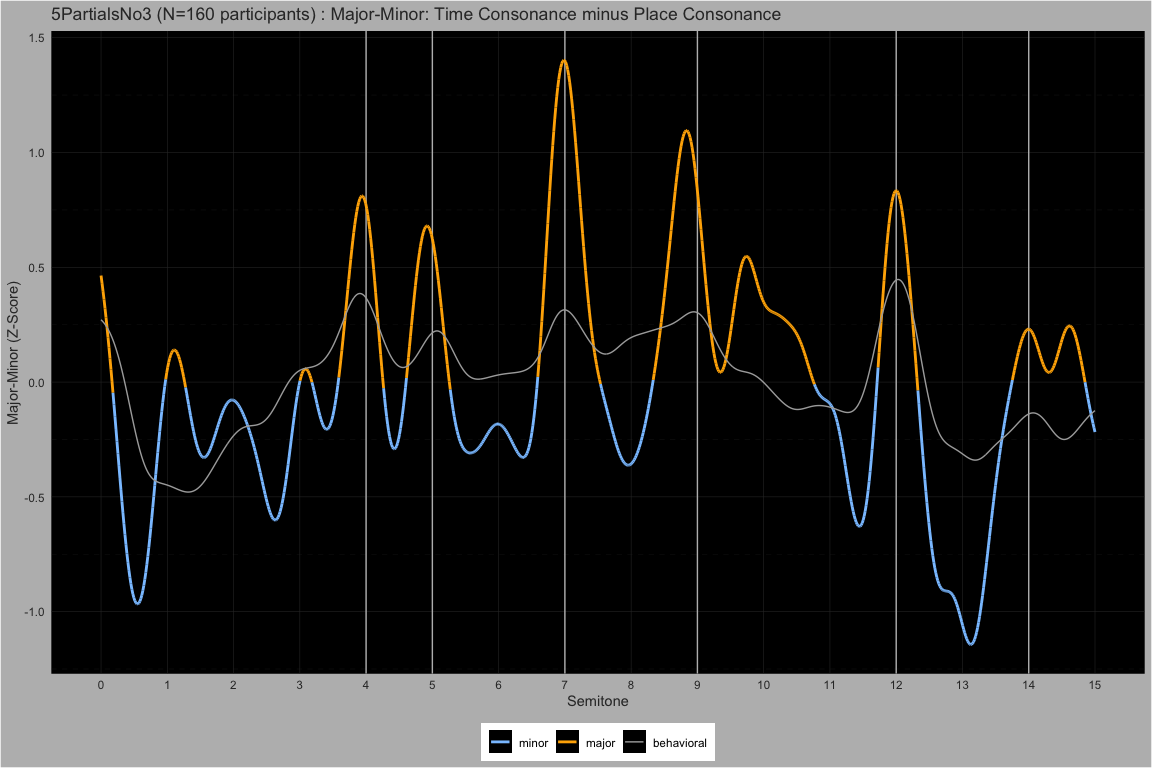 5PartialsNo3 (N=160 participants) : Major-Minor: Time Consonance minus Place Consonance
Major-Minor (Z-Score)
1.5
1.0
0.5
0.0
-0.5
-1.0
0 1 2 3 4 5 6 7 8 9 10 11 12 13 14 15
Semitone
minor major behavioral